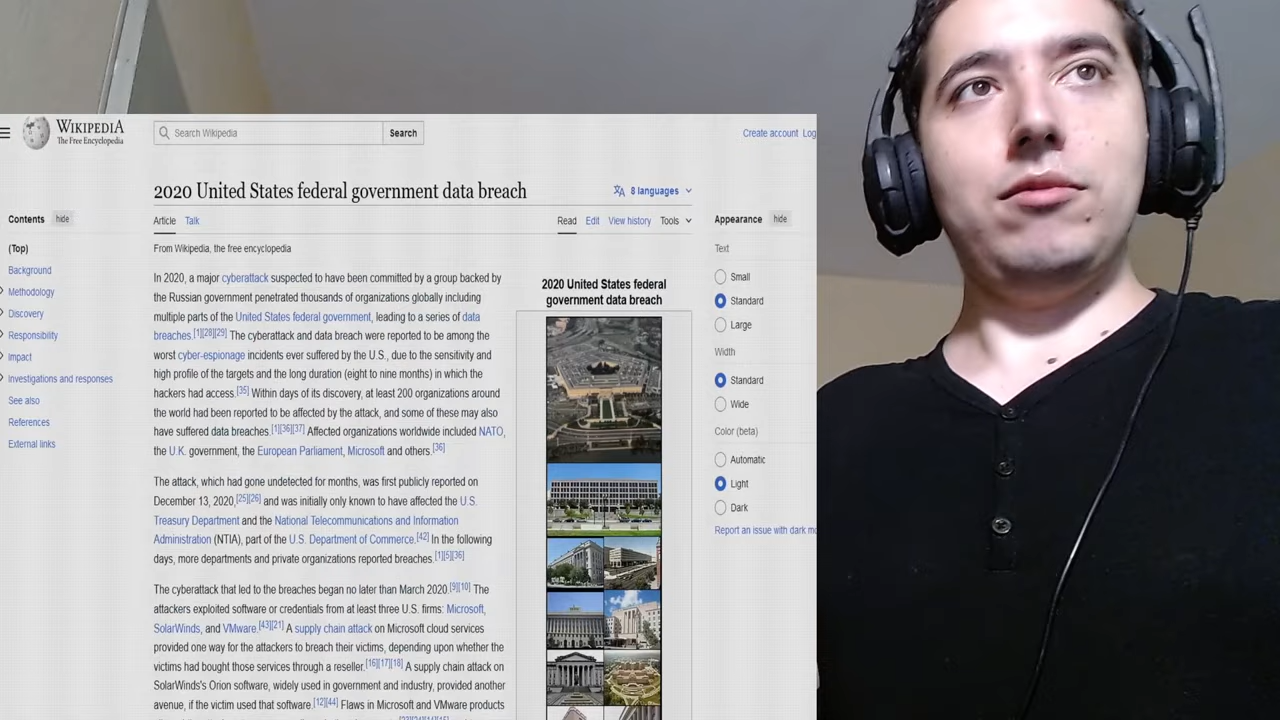 WIKIPEDIA
The Free Encyclopedia
Search Wikipedia
Search
Create account Log
2020 United States federal government data breach
8 languages
Contents hide
Article Talk
Read Edit View history Tools
Appearance hide
(Top)
Background
Methodology
Discovery
Responsibility
Impact
Investigations and responses
See also
References
External links
From Wikipedia, the free encyclopedia
In 2020, a major cyberattack suspected to have been committed by a group backed by
the Russian government penetrated thousands of organizations globally including
multiple parts of the United States federal government, leading to a series of data
breaches.[1][28][29] The cyberattack and data breach were reported to be among the
worst cyber-espionage incidents ever suffered by the U.S., due to the sensitivity and
high profile of the targets and the long duration (eight to nine months) in which the
hackers had access.[35] Within days of its discovery, at least 200 organizations around
the world had been reported to be affected by the attack, and some of these may also
have suffered data breaches.[1][36][37] Affected organizations worldwide included NATO,
the U.K. government, the European Parliament, Microsoft and others.[36]
The attack, which had gone undetected for months, was first publicly reported on
December 13, 2020,[25][26] and was initially only known to have affected the U.S.
Treasury Department and the National Telecommunications and Information
Administration (NTIA), part of the U.S. Department of Commerce.[42] In the following
days, more departments and private organizations reported breaches.[1][5][36]
The cyberattack that led to the breaches began no later than March 2020.[9][10] The
attackers exploited software or credentials from at least three U.S. firms: Microsoft,
SolarWinds, and VMware.[43][21] A supply chain attack on Microsoft cloud services
provided one way for the attackers to breach their victims, depending upon whether the
victims had bought those services through a reseller.[16][17][18] A supply chain attack on
SolarWinds's Orion software, widely used in government and industry, provided another
avenue, if the victim used that software.[12][44] Flaws in Microsoft and VMware products
2020 United States federal
government data breach
Text
Small
Standard
Large
Width
Standard
Wide
Color (beta)
Automatic
Light
Dark
Report an issue with dark mo